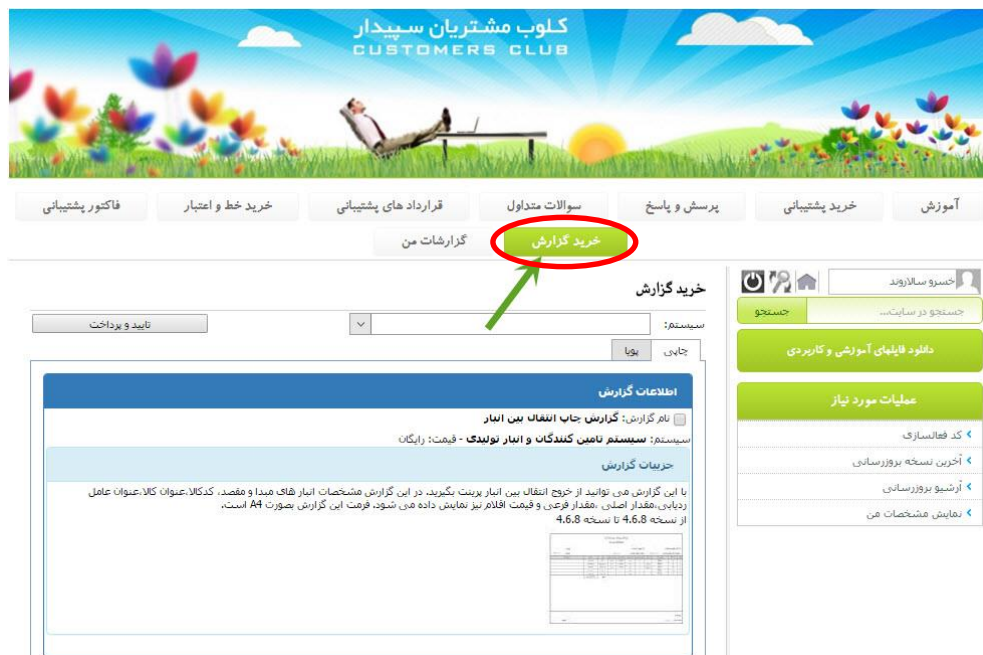 کلوب مشتریان سپیدار
CUSTOMERS CLUB
آموزش
خرید پشتیبانی
پرسش و پاسخ
سوالات متداول
قرارداد های پشتیبانی
خرید خط و اعتبار
فاکتور پشتیبانی
خرید گزارش
گزارشات من
خسرو سالاروند
جستجو در سایت...
جستجو
دانلود فایلهای آموزشی و کاربردی
عملیات مورد نیاز
کد فعالسازی
آخرین نسخه بروزرسانی
آرشیو بروزرسانی
نمایش مشخصات من
خرید گزارش
سیستم:
تایید و پرداخت
چاپی
پویا
اطلاعات گزارش
نام گزارش: گزارش چاپ انتقال بین انبار
سیستم: سیستم تامین کنندگان و انبار تولیدی - قیمت: رایگان
جزییات گزارش
با این گزارش می توانید از خروج انتقال بین انبار پرینت بگیرید. در این گزارش مشخصات انبار های مبدا و مقصد، کدکالا،عنوان کالا،عنوان عامل
ردیابی،مقدار اصلی ،مقدار فرعی و قیمت اقلام نیز نمایش داده می شود. فرمت این گزارش بصورت A4 است.
از نسخه 4.6.8 تا نسخه 4.6.8